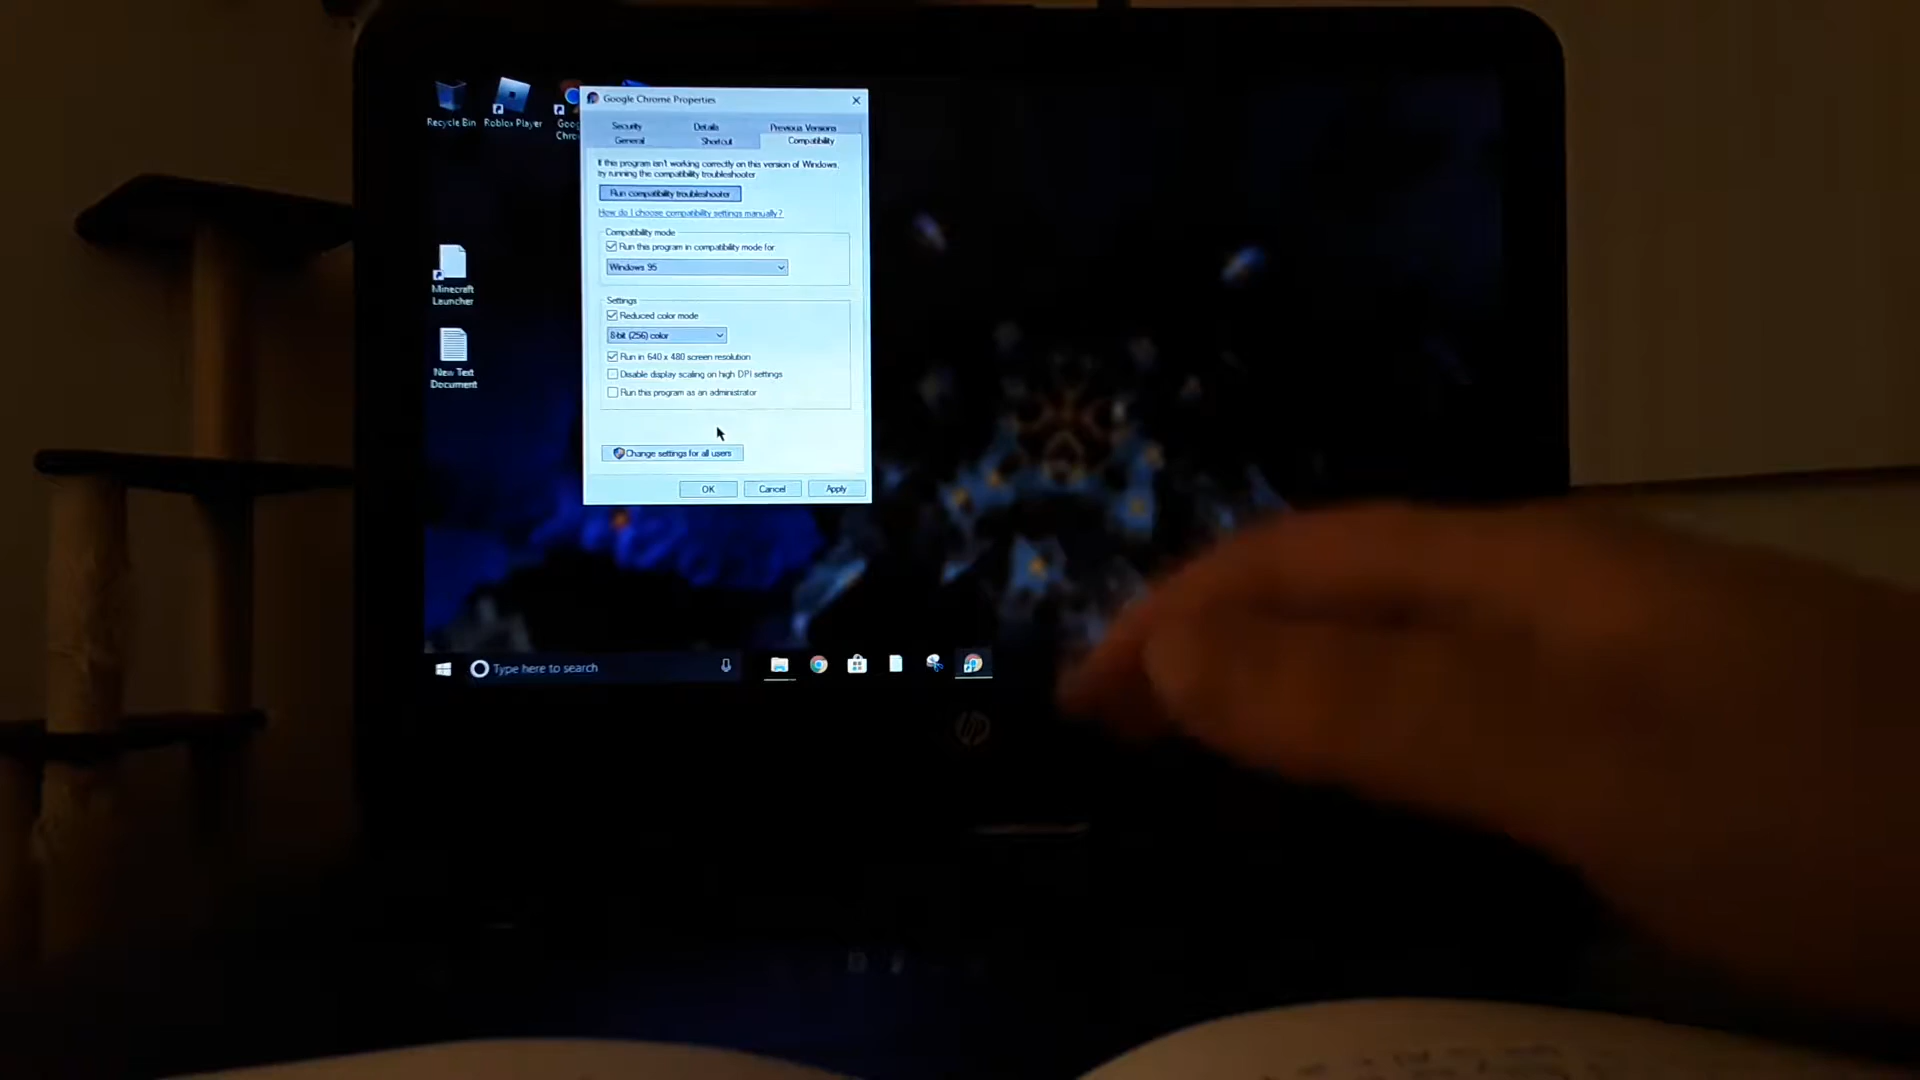 Recycle Bin
Roblox Player
Goo
Chro
Minecraft
Launcher
New Text
Document
Google Chrome Properties
Security
Details
Previous Versions
General
Shortcut
Compatibility
If this program isn't working correctly on this version of Windows,
try running the compatibility troubleshooter
Run compatibility troubleshooter
How do I choose compatibility settings manually?
Compatibility mode
Run this program in compatibility mode for
Windows 95
Settings
Reduced color mode
8-bit (256) color
Run in 640 x 480 screen resolution
Disable display scaling on high DPI settings
Run this program as an administrator
Change settings for all users
OK
Cancel
Apply
Type here to search
hp